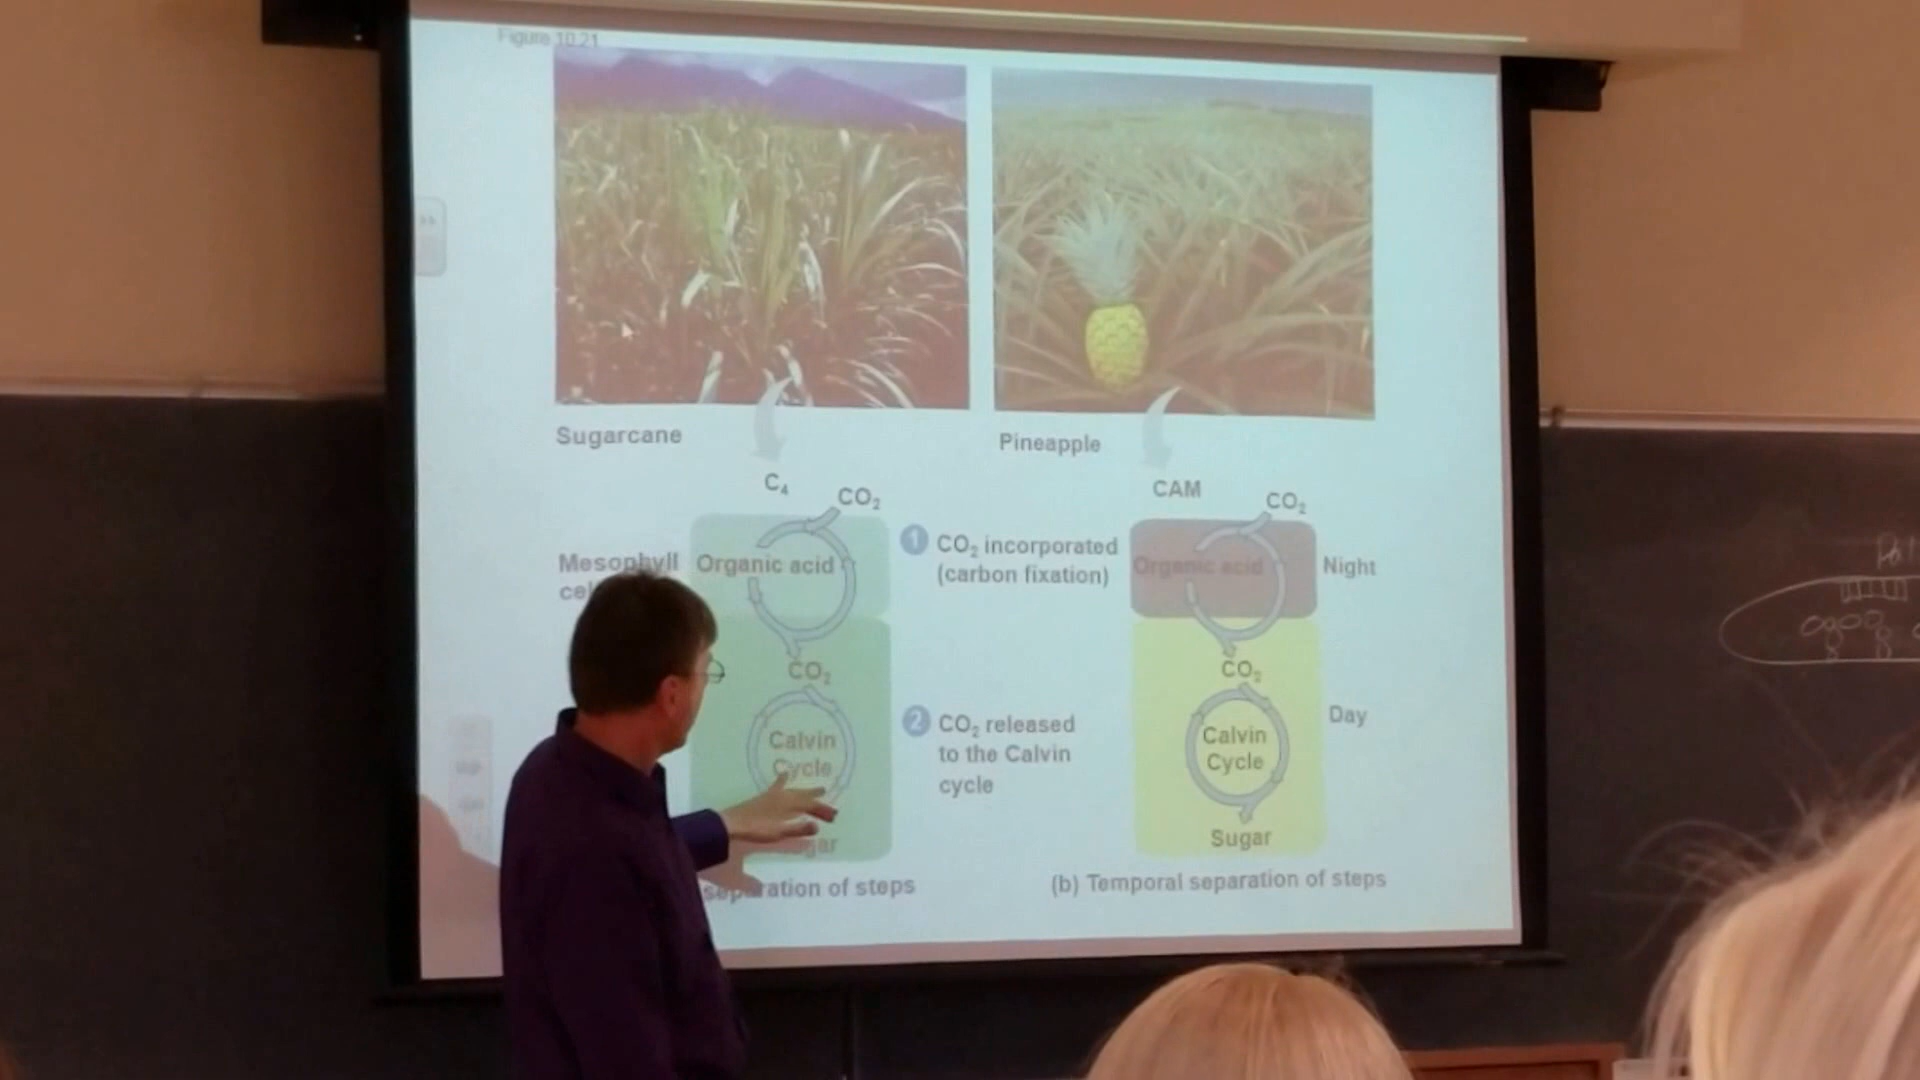 Figure 10.21
Sugarcane
Pineapple
C₄
CO₂
CAM
CO₂
Mesophyll
Organic acid
1 CO₂ incorporated
(carbon fixation)
Organic acid
Night
CO₂
Calvin
Cycle
2 CO₂ released
to the Calvin
cycle
CO₂
Calvin
Cycle
Day
Sugar
separation of steps
(b) Temporal separation of steps